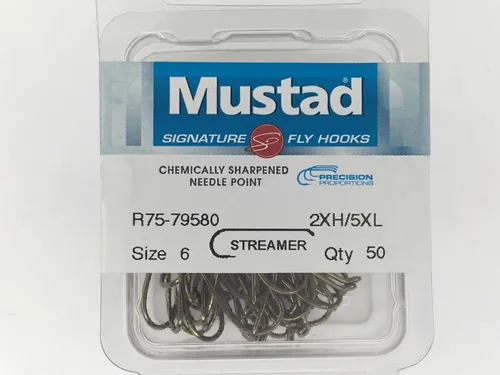 Mustad®
SIGNATURE FLY HOOKS
CHEMICALLY SHARPENED
NEEDLE POINT
PRECISION
PROPORTIONS
R75-79580 2XH/5XL
Size 6 STREAMER Qty 50